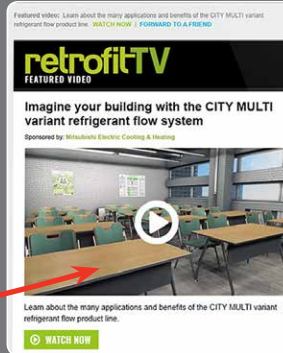 Featured video: Learn about the many applications and benefits of the CITY MULTI variant
refrigerant flow product line. WATCH NOW | FORWARD TO A FRIEND
retrofitTV
FEATURED VIDEO
Imagine your building with the CITY MULTI
variant refrigerant flow system
Sponsored by: Mitsubishi Electric Cooling & Heating
Learn about the many applications and benefits of the CITY MULTI variant
refrigerant flow product line.
WATCH NOW